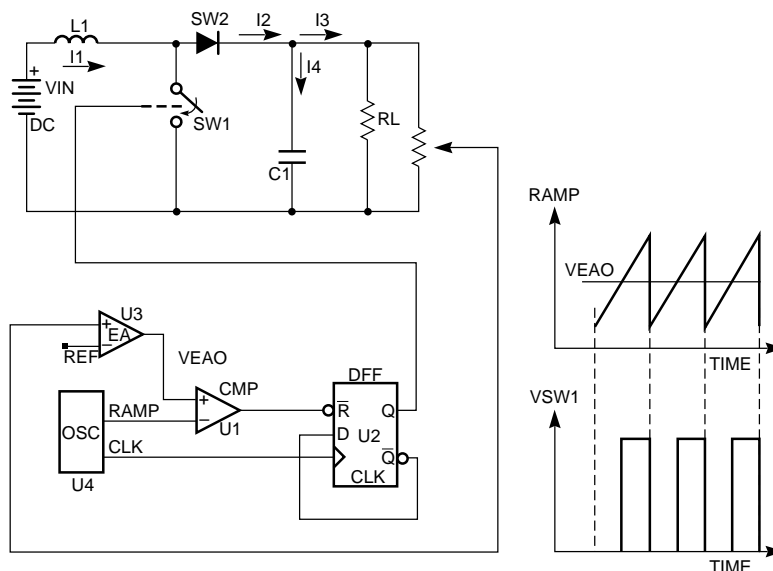 L1
SW2
I2
I3
I1
I4
+
VIN
DC
SW1
RL
C1
RAMP
VEAO
TIME
U3
+
EA
−
REF
VEAO
DFF
CMP
RAMP
+
−
U1
R
Q
D
U2
Q
OSC
CLK
CLK
U4
VSW1
TIME